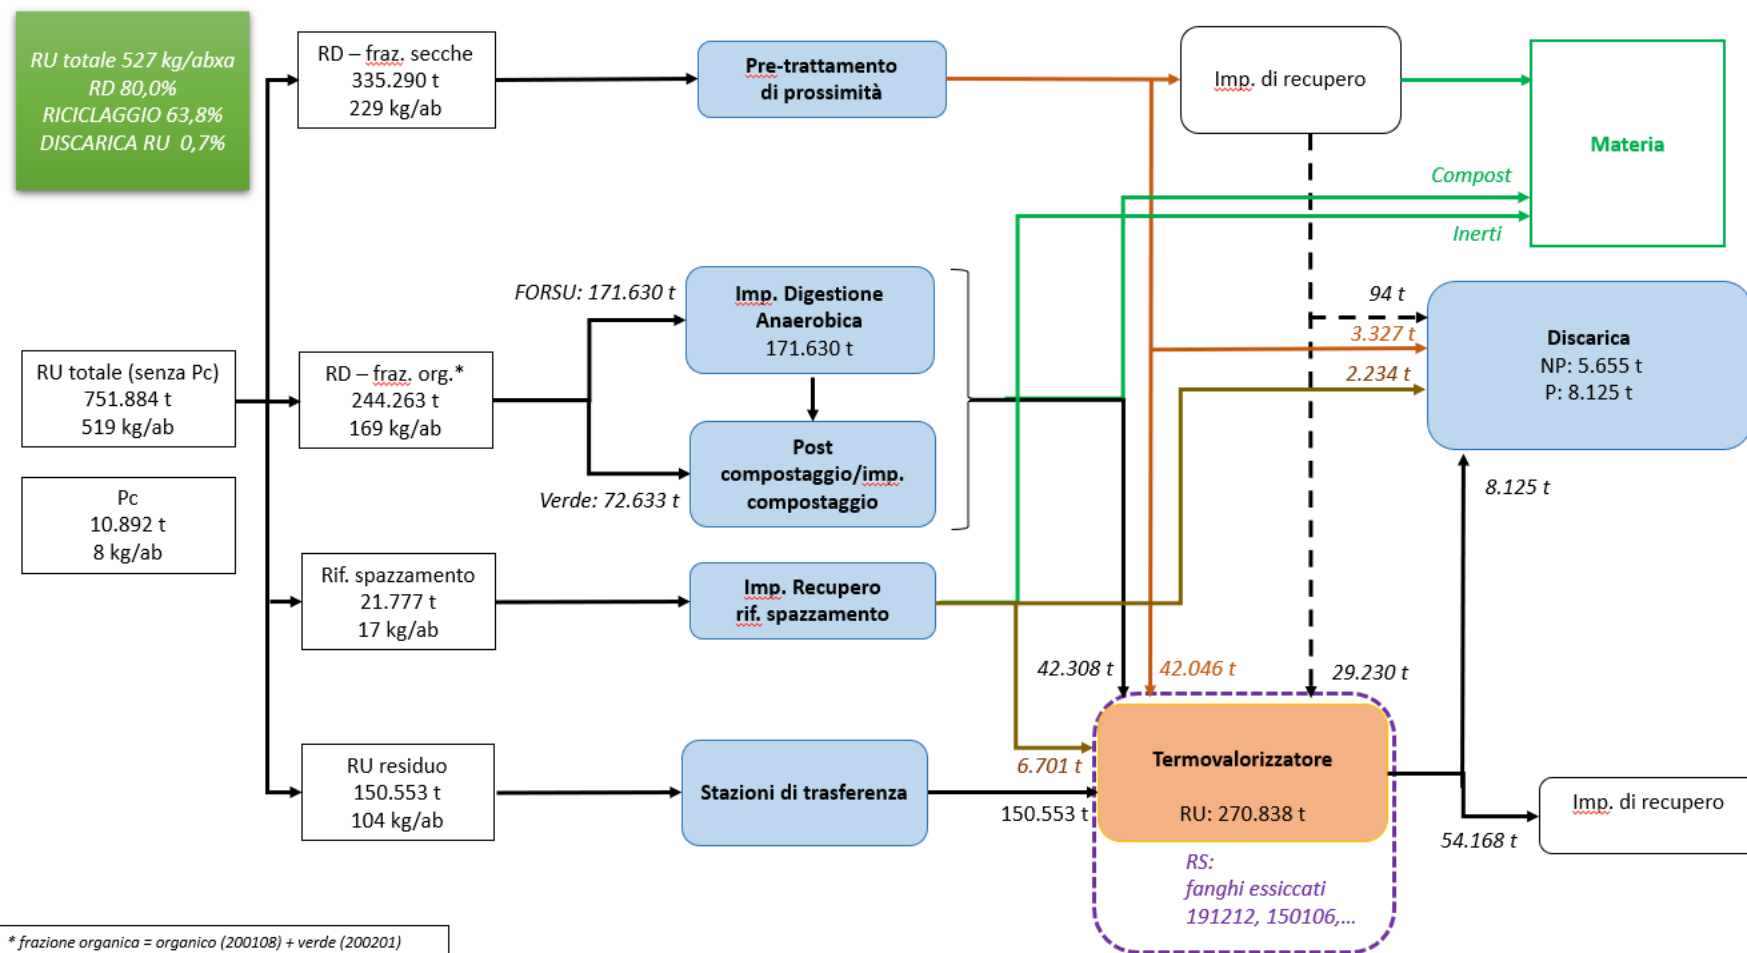 RU totale 527 kg/abxa
RD 80,0%
RICICLAGGIO 63,8%
DISCARICA RU 0,7%
RD – fraz. secche
335.290 t
229 kg/ab
Pre-trattamento
di prossimità
Imp. di recupero
Materia
Compost
Inerti
RU totale (senza Pc)
751.884 t
519 kg/ab
Pc
10.892 t
8 kg/ab
RD – fraz. org.*
244.263 t
169 kg/ab
FORSU: 171.630 t
Verde: 72.633 t
Imp. Digestione
Anaerobica
171.630 t
Post
compostaggio/imp.
compostaggio
94 t
3.327 t
2.234 t
Discarica
NP: 5.655 t
P: 8.125 t
8.125 t
Rif. spazzamento
21.777 t
17 kg/ab
Imp. Recupero
rif. spazzamento
42.308 t
42.046 t
29.230 t
6.701 t
RU residuo
150.553 t
104 kg/ab
Stazioni di trasferenza
150.553 t
Termovalorizzatore
RU: 270.838 t
RS:
fanghi essiccati
191212, 150106,...
54.168 t
Imp. di recupero
* frazione organica = organico (200108) + verde (200201)